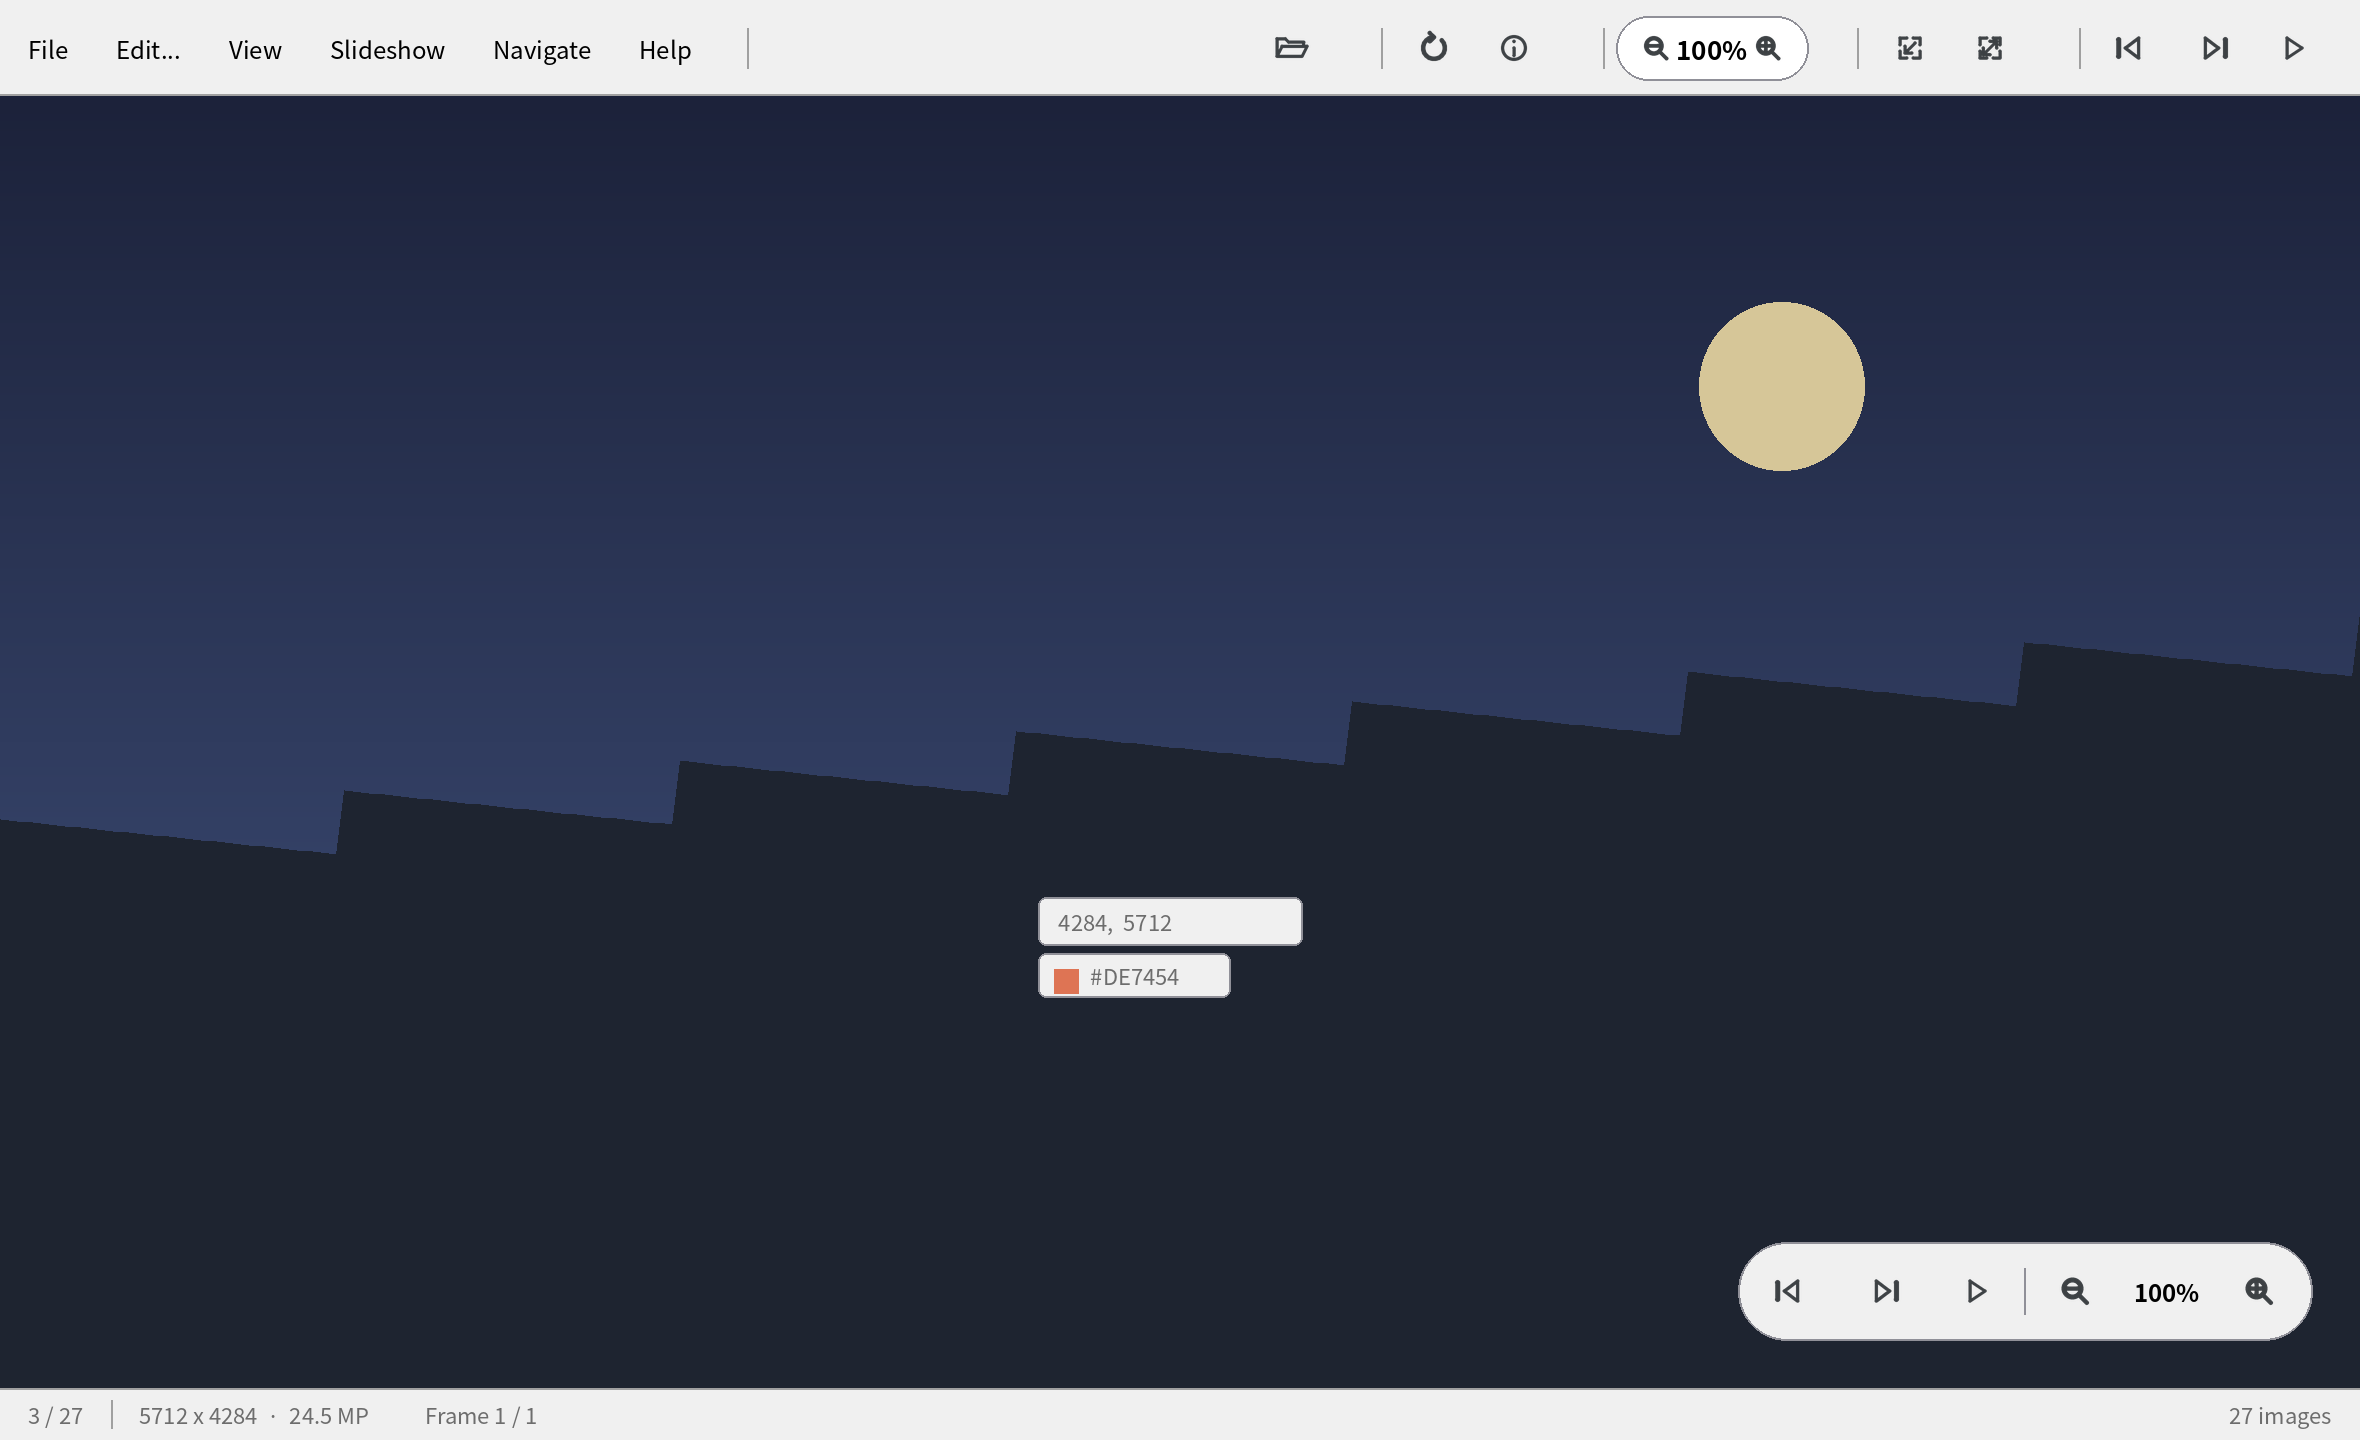 File Edit... View Slideshow Navigate Help 100%
4284, 5712
#DE7454
100%
3 / 27 5712 x 4284 · 24.5 MP Frame 1 / 1 27 images